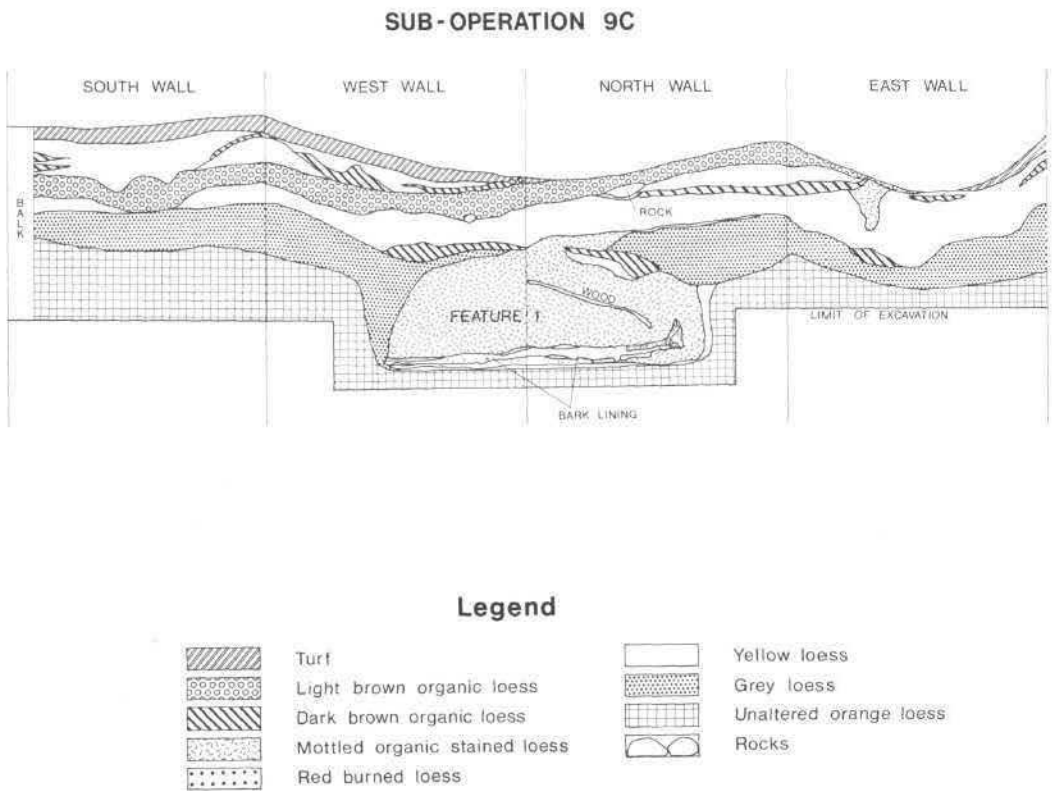 SUB-OPERATION 9C
SOUTH WALL
WEST WALL
NORTH WALL
EAST WALL
BALK
ROCK
WOOD
FEATURE 1
LIMIT OF EXCAVATION
BARK LINING
Legend
Turf
Light brown organic loess
Dark brown organic loess
Mottled organic stained loess
Red burned loess
Yellow loess
Grey loess
Unaltered orange loess
Rocks